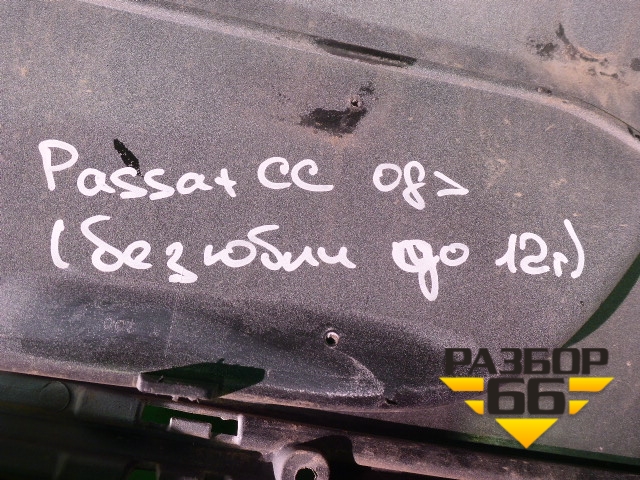 Passat CC 08>
(без юбки до 12г)
РАЗБОР
66